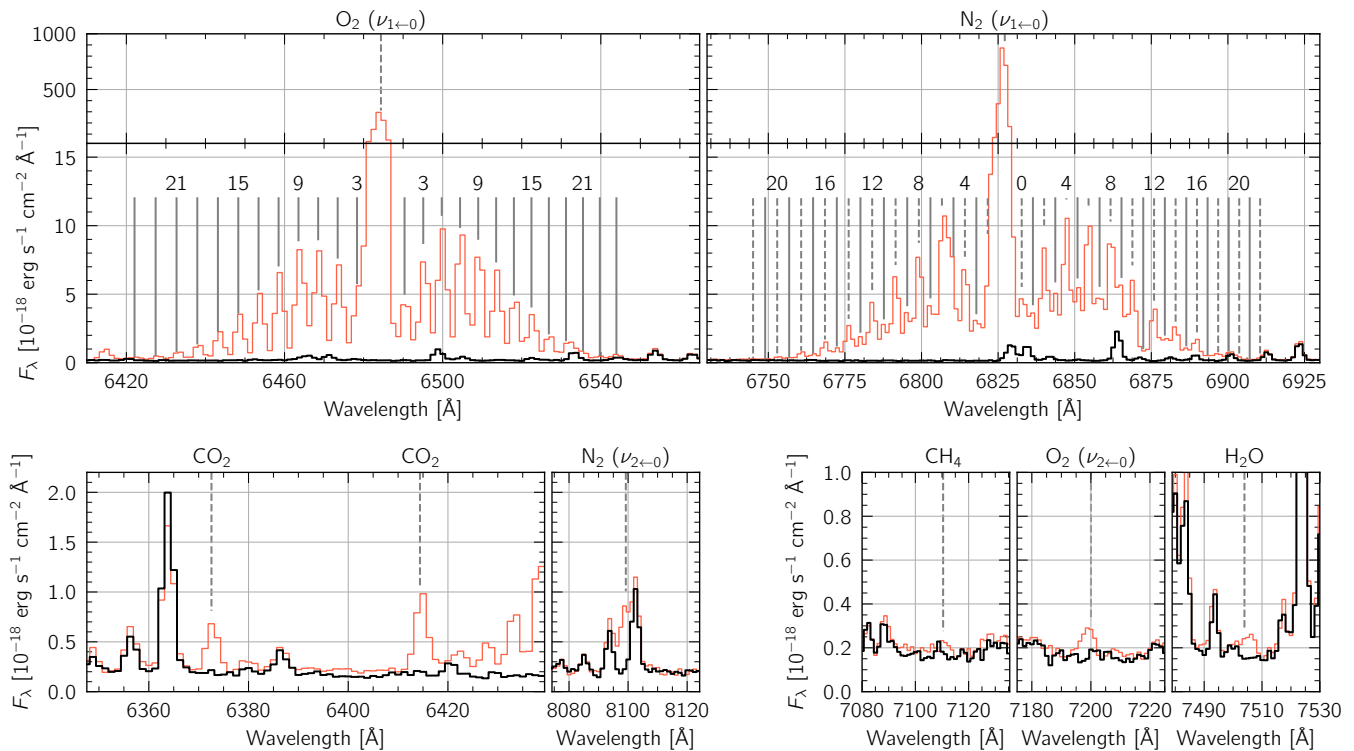 O₂ (ν₁←₀)
N₂ (ν₁←₀)
1000
500
15
10
5
0
21 15 9 3 3 9 15 21
20 16 12 8 4 0 4 8 12 16 20
F_λ [10⁻¹⁸ erg s⁻¹ cm⁻² Å⁻¹]
6420 6460 6500 6540
6750 6775 6800 6825 6850 6875 6900 6925
Wavelength [Å]
Wavelength [Å]
CO₂ CO₂
N₂ (ν₂←₀)
CH₄
O₂ (ν₂←₀)
H₂O
2.0
1.5
1.0
0.5
0.0
F_λ [10⁻¹⁸ erg s⁻¹ cm⁻² Å⁻¹]
1.0
0.8
0.6
0.4
0.2
0.0
F_λ [10⁻¹⁸ erg s⁻¹ cm⁻² Å⁻¹]
6360 6380 6400 6420
8080 8100 8120
7080 7100 7120
7180 7200 7220
7490 7510 7530
Wavelength [Å]
Wavelength [Å]
Wavelength [Å]
Wavelength [Å]
Wavelength [Å]